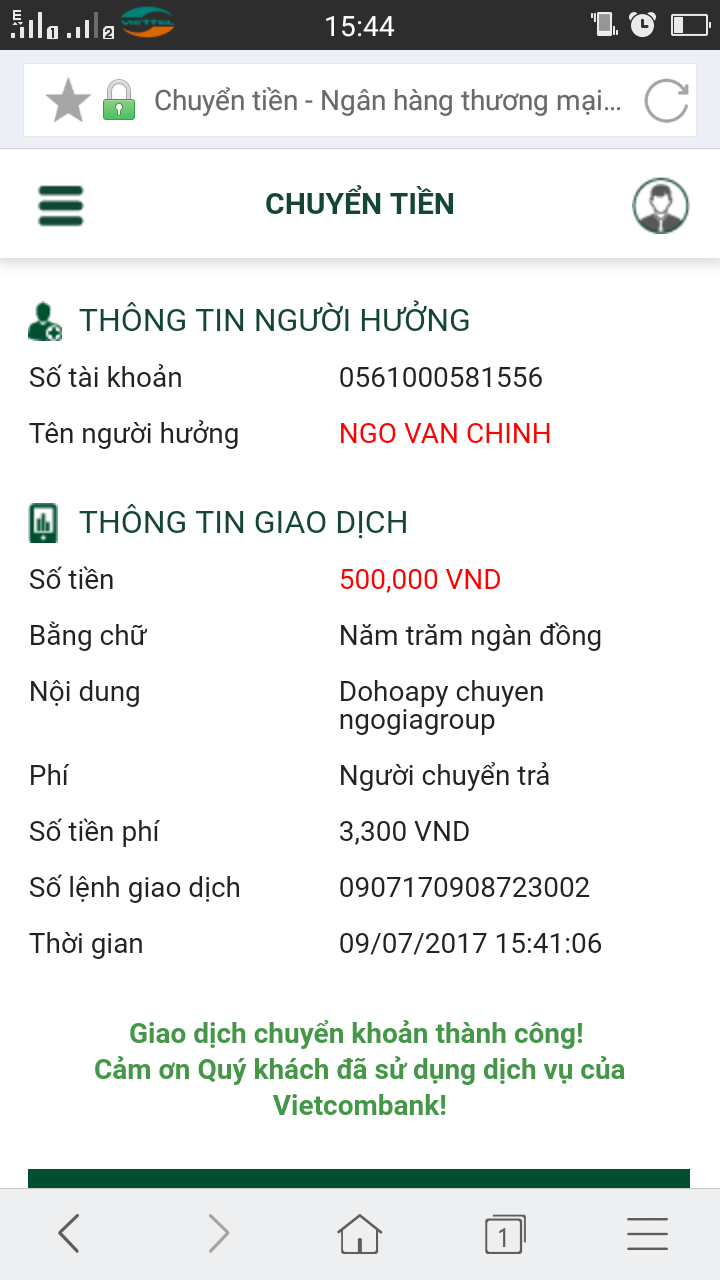 E
1
2
VIETTEL
15:44
Chuyển tiền - Ngân hàng thương mại...
CHUYỂN TIỀN
THÔNG TIN NGƯỜI HƯỞNG
Số tài khoản 0561000581556
Tên người hưởng NGO VAN CHINH
THÔNG TIN GIAO DỊCH
Số tiền 500,000 VND
Bằng chữ Năm trăm ngàn đồng
Nội dung Dohoapy chuyen
ngogiagroup
Phí Người chuyển trả
Số tiền phí 3,300 VND
Số lệnh giao dịch 0907170908723002
Thời gian 09/07/2017 15:41:06
Giao dịch chuyển khoản thành công!
Cảm ơn Quý khách đã sử dụng dịch vụ của
Vietcombank!
1